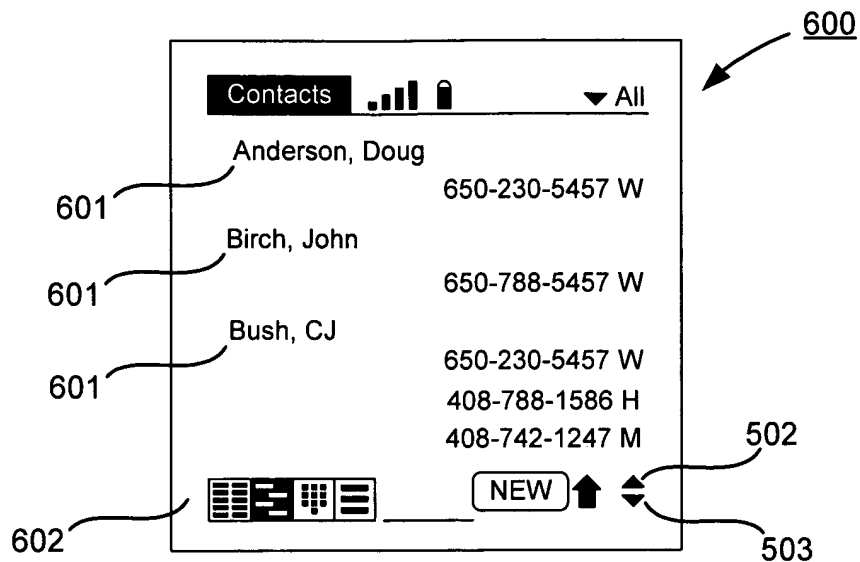 600
Contacts
All
Anderson, Doug
650-230-5457 W
601
Birch, John
650-788-5457 W
601
Bush, CJ
650-230-5457 W
601
408-788-1586 H
408-742-1247 M
502
NEW
602
503